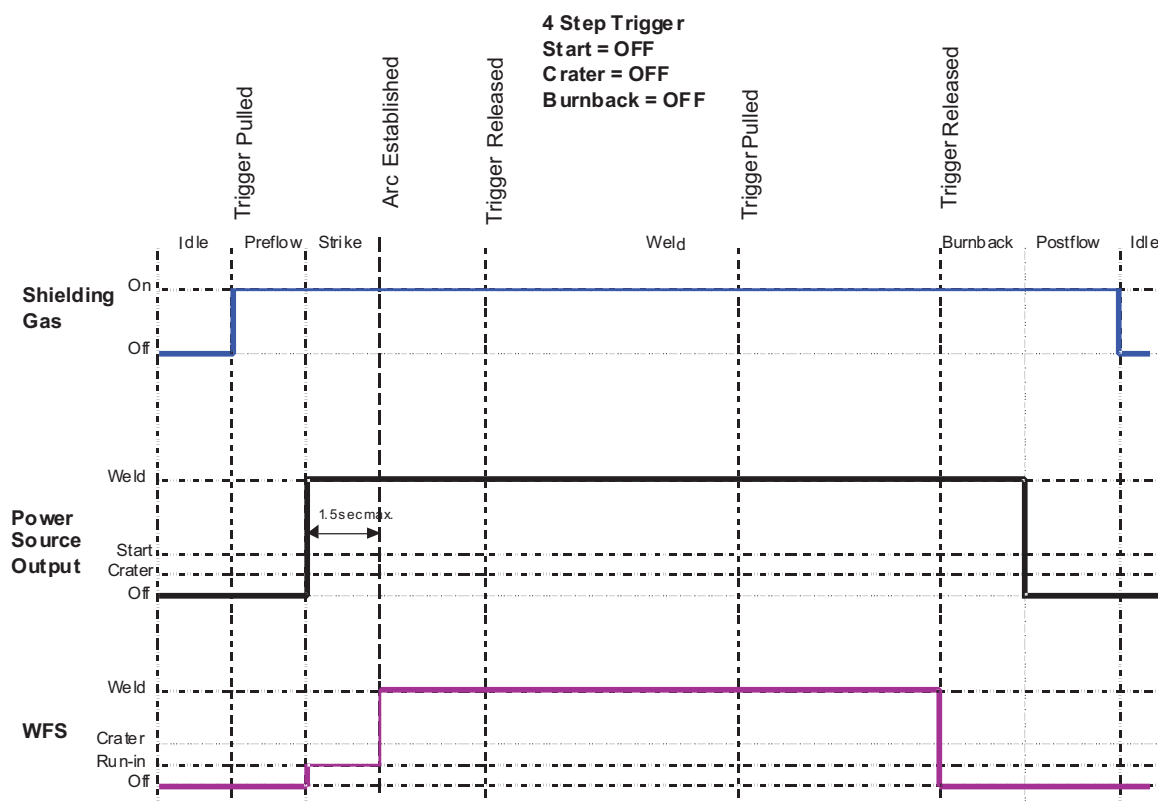 4 Step Trigger
Start = OFF
Crater = OFF
Burnback = OFF
Trigger Pulled
Arc Established
Trigger Released
Trigger Pulled
Trigger Released
Idle
Preflow
Strike
Weld
Burnback
Postflow
Idle
Shielding
Gas
On
Off
Power
Source
Output
Weld
1.5secmax.
Start
Crater
Off
WFS
Weld
Crater
Run-in
Off